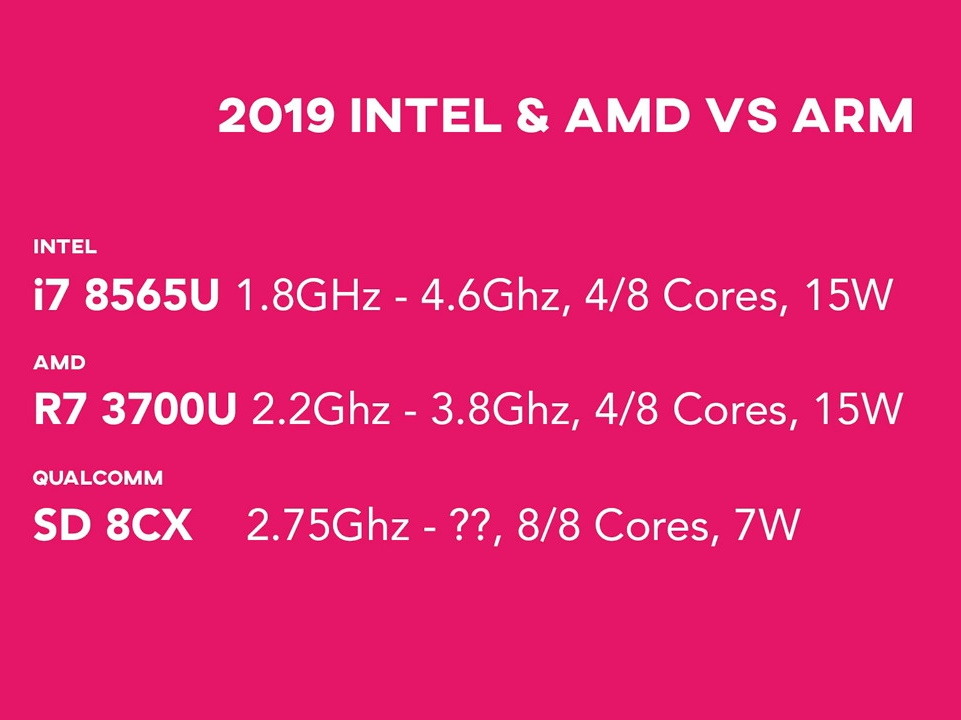 2019 INTEL & AMD VS ARM
INTEL
i7 8565U 1.8GHz - 4.6Ghz, 4/8 Cores, 15W
AMD
R7 3700U 2.2Ghz - 3.8Ghz, 4/8 Cores, 15W
QUALCOMM
SD 8CX 2.75Ghz - ??, 8/8 Cores, 7W